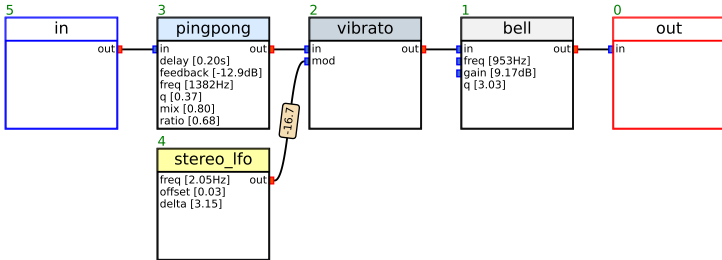 5
in
out
3
pingpong
in out
delay [0.20s]
feedback [-12.9dB]
freq [1382Hz]
q [0.37]
mix [0.80]
ratio [0.68]
2
vibrato
in out
mod
1
bell
in out
freq [953Hz]
gain [9.17dB]
q [3.03]
0
out
in
-16.7
4
stereo_lfo
freq [2.05Hz] out
offset [0.03]
delta [3.15]